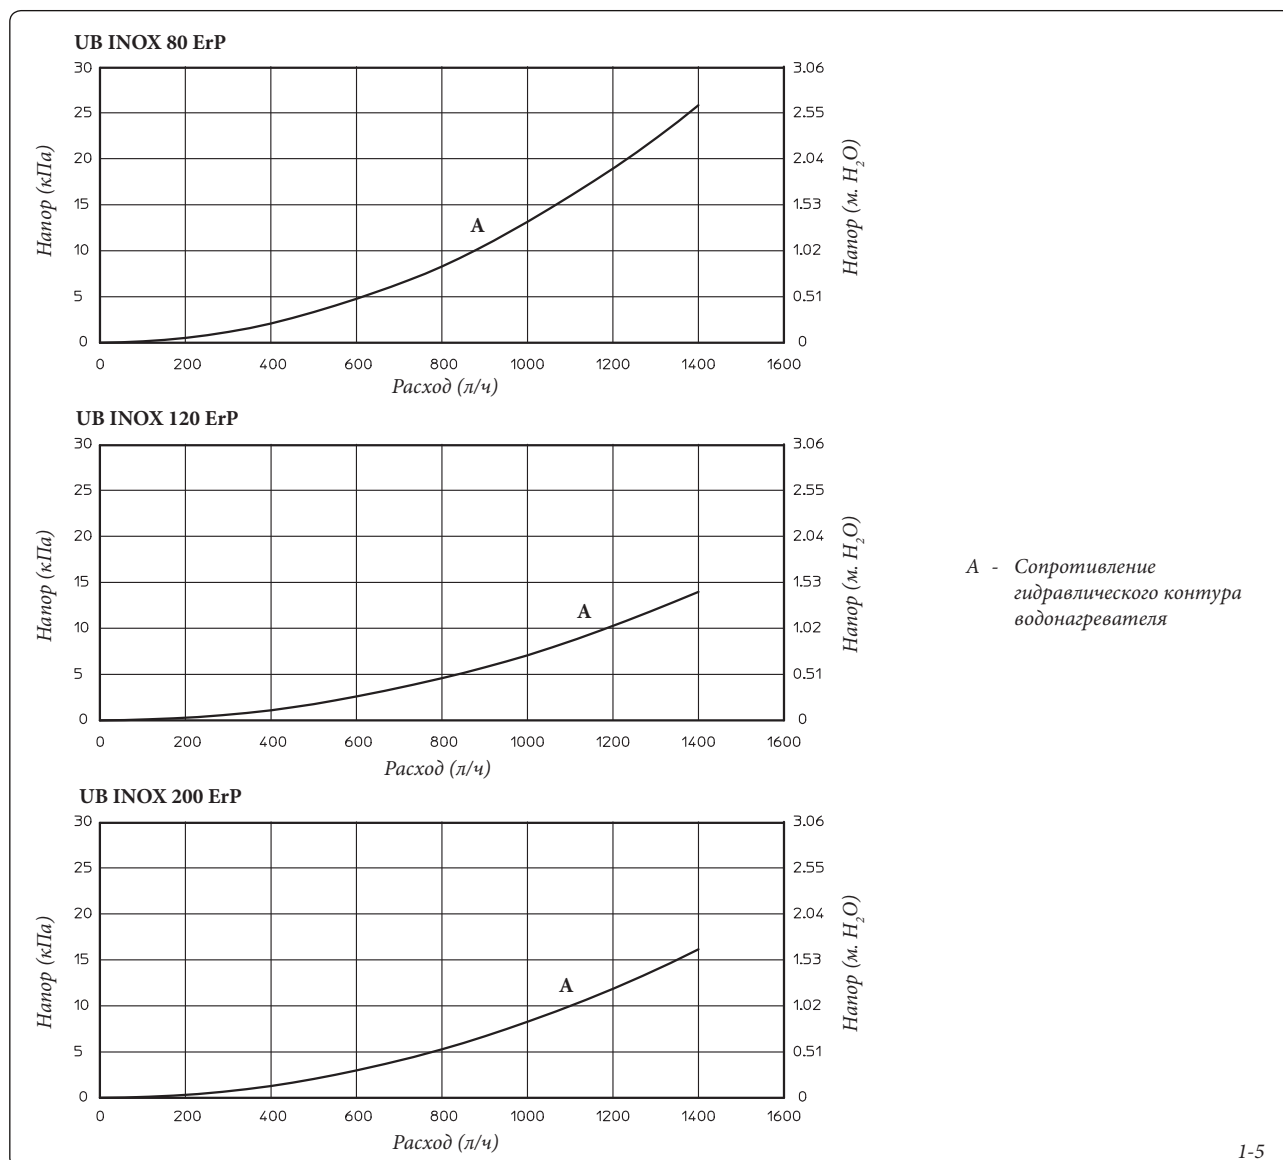 UB INOX 80 ErP
30 3.06
25 2.55
20 2.04
15 1.53
10 1.02
5 0.51
0 0
Напор (кПа)
Напор (м. H₂O)
A
0 200 400 600 800 1000 1200 1400 1600
Расход (л/ч)
UB INOX 120 ErP
30 3.06
25 2.55
20 2.04
15 1.53
10 1.02
5 0.51
0 0
Напор (кПа)
Напор (м. H₂O)
A
0 200 400 600 800 1000 1200 1400 1600
Расход (л/ч)
UB INOX 200 ErP
30 3.06
25 2.55
20 2.04
15 1.53
10 1.02
5 0.51
0 0
Напор (кПа)
Напор (м. H₂O)
A
0 200 400 600 800 1000 1200 1400 1600
Расход (л/ч)
A - Сопротивление
гидравлического контура
водонагревателя
1-5